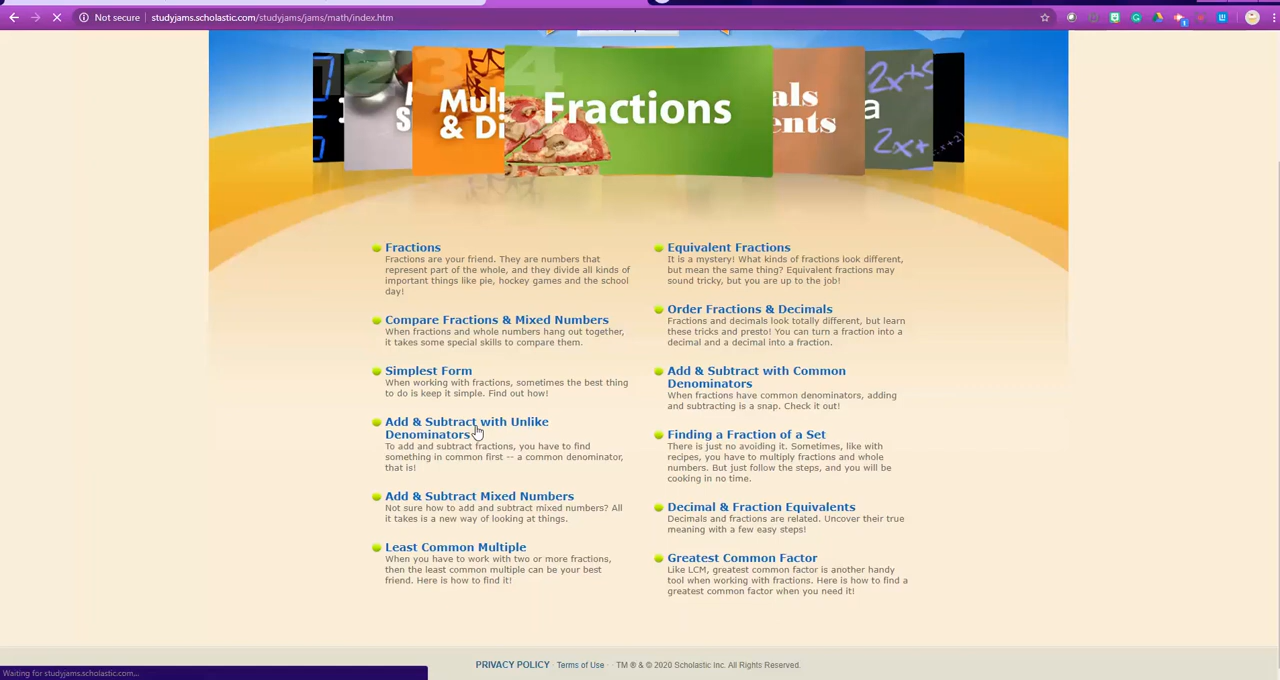 Not secure
studyjams.scholastic.com/studyjams/jams/math/index.htm
Fractions
Fractions
Fractions are your friend. They are numbers that
represent part of the whole, and they divide all kinds of
important things like pie, hockey games and the school
day!
Compare Fractions & Mixed Numbers
When fractions and whole numbers hang out together,
it takes some special skills to compare them.
Simplest Form
When working with fractions, sometimes the best thing
to do is keep it simple. Find out how!
Add & Subtract with Unlike
Denominators
To add and subtract fractions, you have to find
something in common first -- a common denominator,
that is!
Add & Subtract Mixed Numbers
Not sure how to add and subtract mixed numbers? All
it takes is a new way of looking at things.
Least Common Multiple
When you have to work with two or more fractions,
then the least common multiple can be your best
friend. Here is how to find it!
Equivalent Fractions
It is a mystery! What kinds of fractions look different,
but mean the same thing? Equivalent fractions may
sound tricky, but you are up to the job!
Order Fractions & Decimals
Fractions and decimals look totally different, but learn
these tricks and presto! You can turn a fraction into a
decimal and a decimal into a fraction.
Add & Subtract with Common
Denominators
When fractions have common denominators, adding
and subtracting is a snap. Check it out!
Finding a Fraction of a Set
There is just no avoiding it. Sometimes, like with
recipes, you have to multiply fractions and whole
numbers. But just follow the steps, and you will be
cooking in no time.
Decimal & Fraction Equivalents
Decimals and fractions are related. Uncover their true
meaning with a few easy steps!
Greatest Common Factor
Like LCM, greatest common factor is another handy
tool when working with fractions. Here is how to find a
greatest common factor when you need it!
PRIVACY POLICY · Terms of Use · TM ® & © 2020 Scholastic Inc. All Rights Reserved.
Waiting for studyjams.scholastic.com...